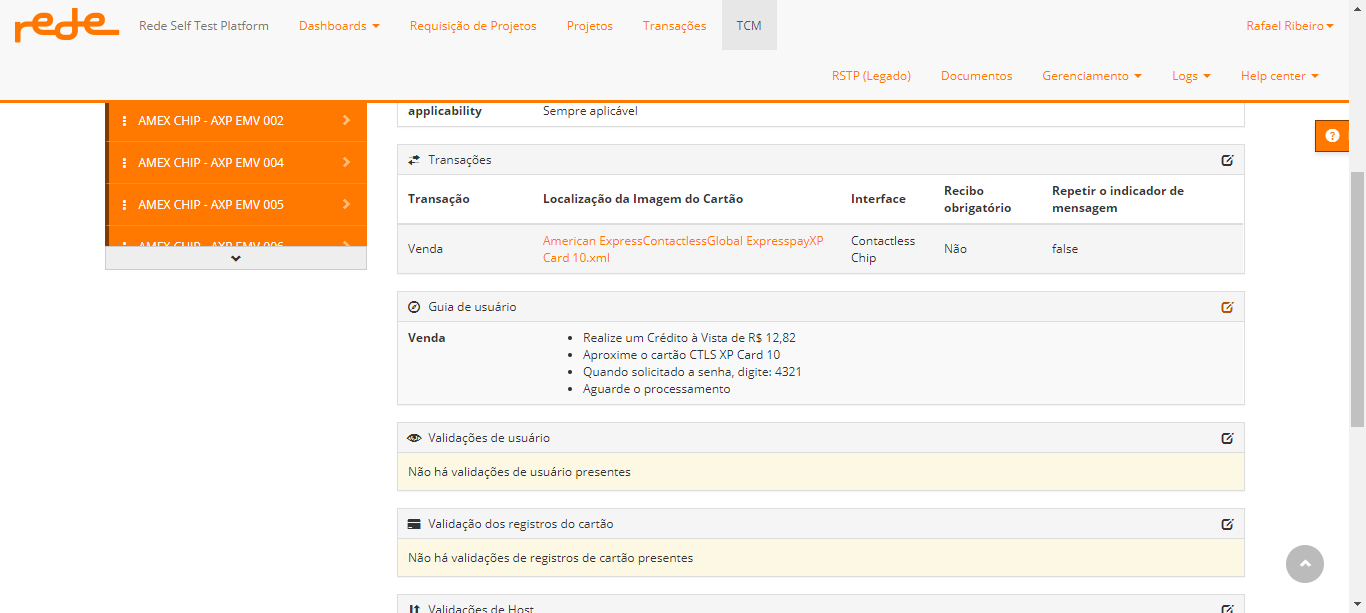 rede Rede Self Test Platform Dashboards Requisição de Projetos Projetos Transações TCM Rafael Ribeiro
RSTP (Legado) Documentos Gerenciamento Logs Help center
AMEX CHIP - AXP EMV 002
AMEX CHIP - AXP EMV 004
AMEX CHIP - AXP EMV 005
AMEX CHIP - AXP EMV 006
applicability Sempre aplicável
Transações
Transação Localização da Imagem do Cartão Interface Recibo obrigatório Repetir o indicador de mensagem
Venda American ExpressContactlessGlobal ExpresspayXP Card 10.xml Contactless Chip Não false
Guia de usuário
Venda
Realize um Crédito à Vista de R$ 12,82
Aproxime o cartão CTLS XP Card 10
Quando solicitado a senha, digite: 4321
Aguarde o processamento
Validações de usuário
Não há validações de usuário presentes
Validação dos registros do cartão
Não há validações de registros de cartão presentes
Validações de Host